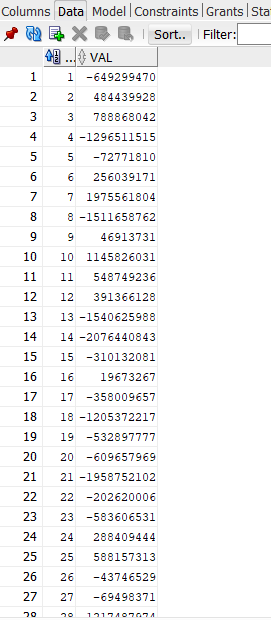 Columns Data Model Constraints Grants Sta
Sort.. Filter:
... VAL
1 1 -649299470
2 2 484439928
3 3 788868042
4 4 -1296511515
5 5 -72771810
6 6 256039171
7 7 1975561804
8 8 -1511658762
9 9 46913731
10 10 1145826031
11 11 548749236
12 12 391366128
13 13 -1540625988
14 14 -2076440843
15 15 -310132081
16 16 19673267
17 17 -358009657
18 18 -1205372217
19 19 -532897777
20 20 -609657969
21 21 -1958752102
22 22 -202620006
23 23 -583606531
24 24 288409444
25 25 588157313
26 26 -43746529
27 27 -69498371
28 28 1217487974